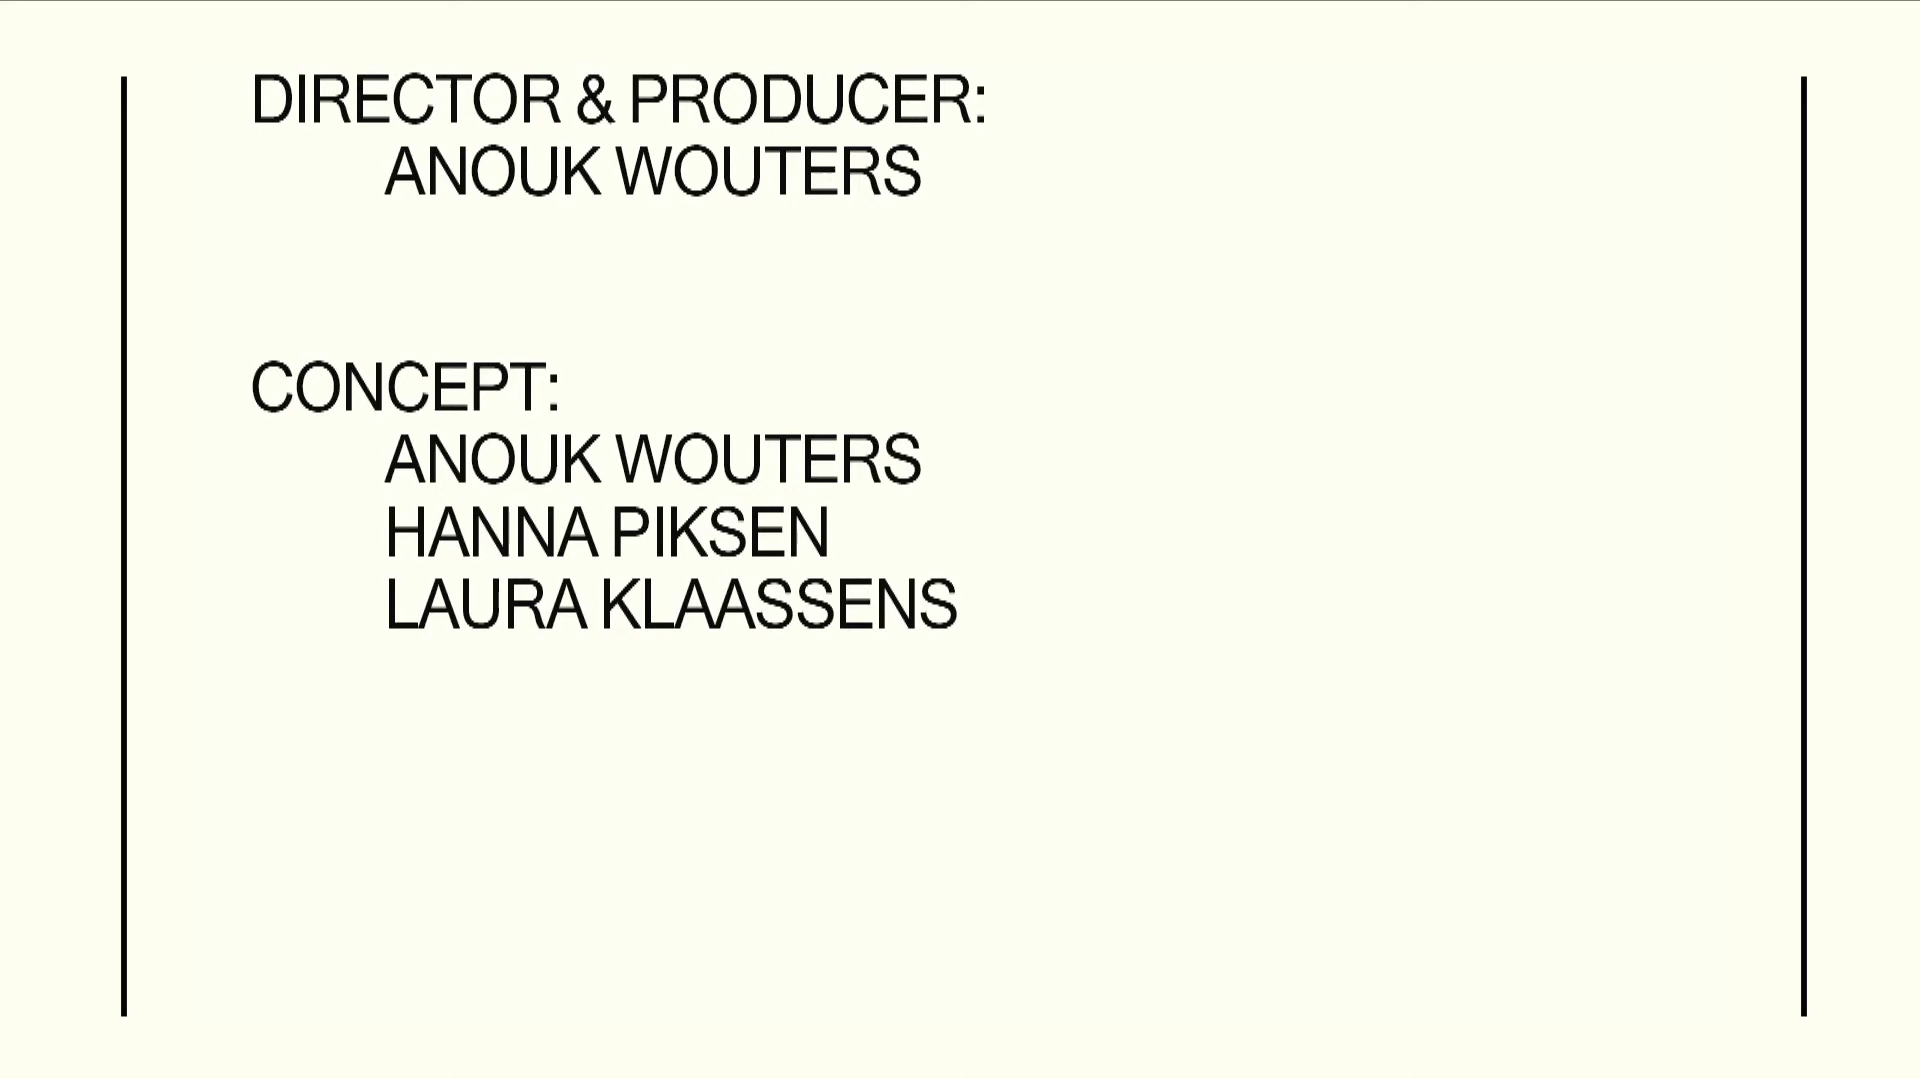 DIRECTOR & PRODUCER:
ANOUK WOUTERS
CONCEPT:
ANOUK WOUTERS
HANNA PIKSEN
LAURA KLAASSENS